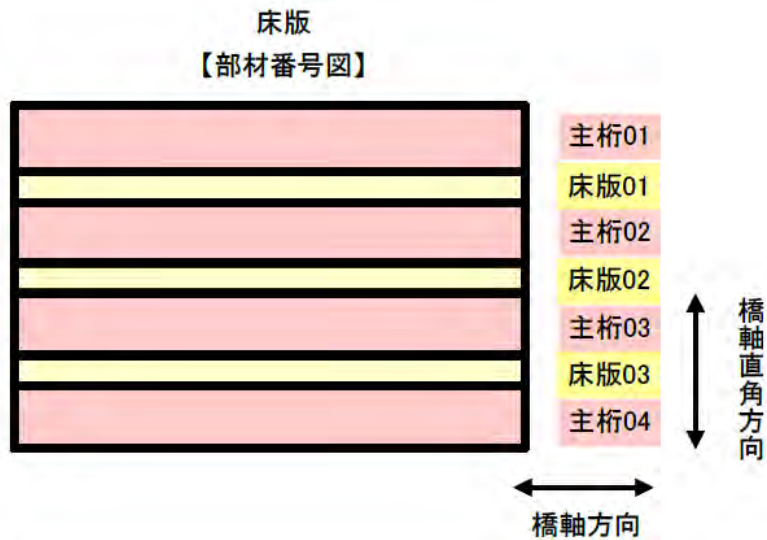 床版
【部材番号図】
主桁01
床版01
主桁02
床版02
主桁03
床版03
主桁04
橋軸直角方向
橋軸方向